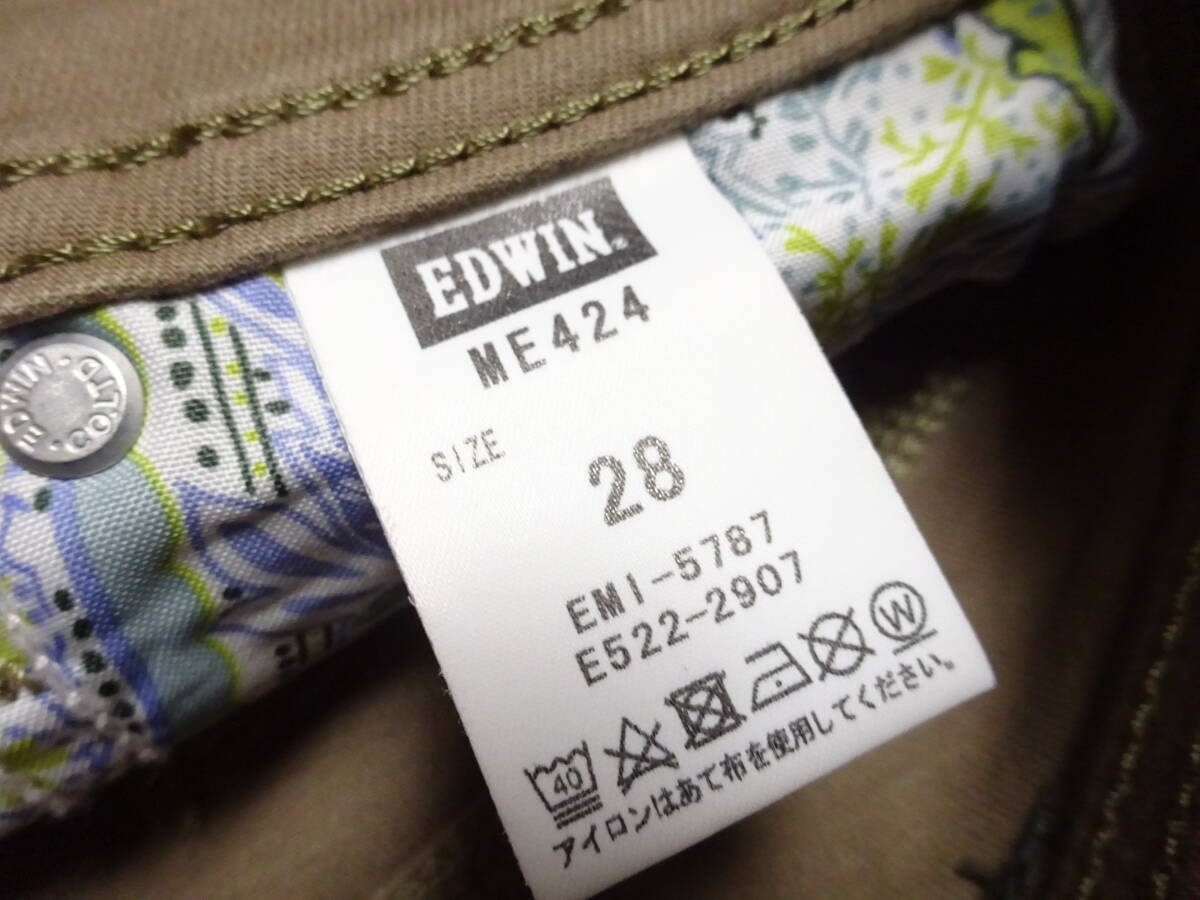 EDWIN
ME424
SIZE
28
EMI-5787
E522-2907
40
W
アイロンはあて布を使用してください。
EDWIN · CO LTD ·